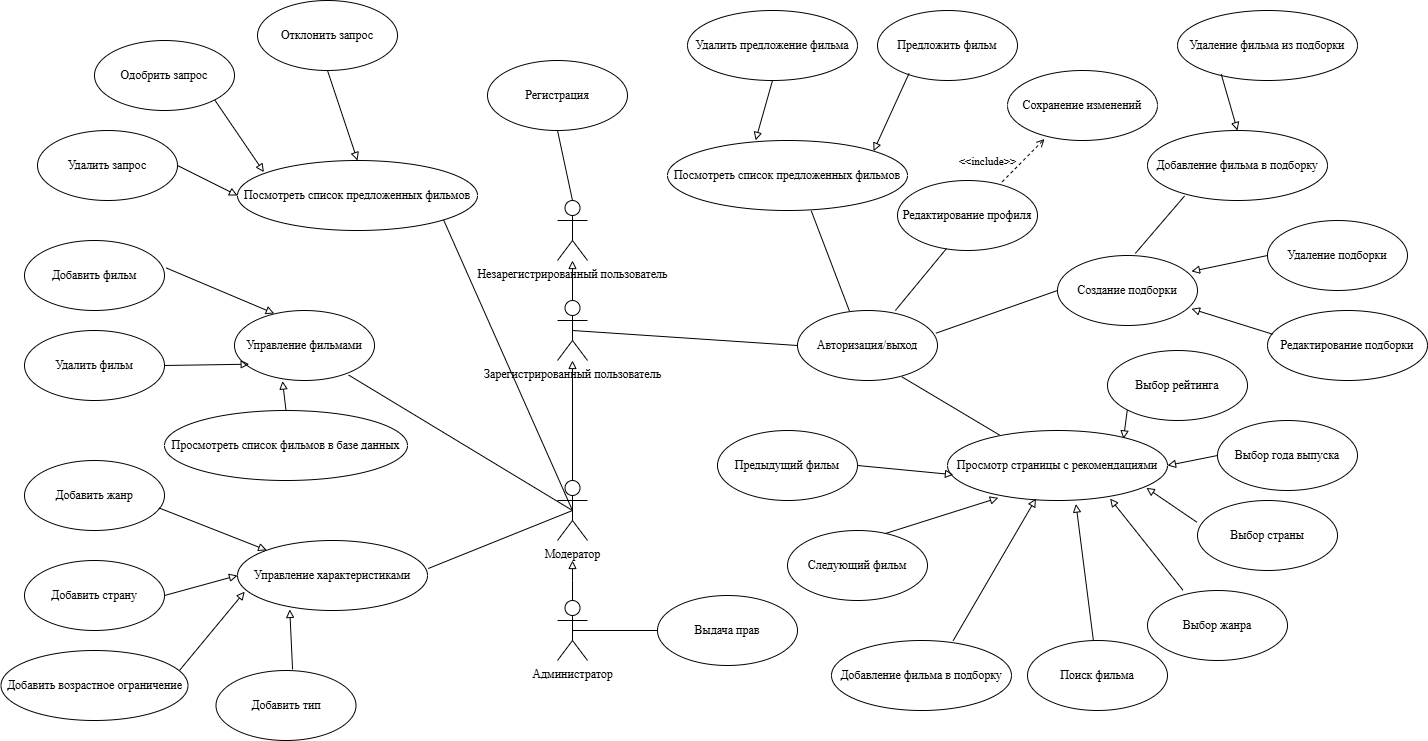 Отклонить запрос
Удалить предложение фильма
Предложить фильм
Удаление фильма из подборки
Одобрить запрос
Регистрация
Сохранение изменений
Удалить запрос
<<include>>
Добавление фильма в подборку
Посмотреть список предложенных фильмов
Посмотреть список предложенных фильмов
Редактирование профиля
Добавить фильм
Незарегистрированный пользователь
Удаление подборки
Создание подборки
Управление фильмами
Авторизация/выход
Редактирование подборки
Удалить фильм
Зарегистрированный пользователь
Выбор рейтинга
Просмотреть список фильмов в базе данных
Предыдущий фильм
Просмотр страницы с рекомендациями
Выбор года выпуска
Добавить жанр
Выбор страны
Модератор
Следующий фильм
Управление характеристиками
Добавить страну
Выдача прав
Выбор жанра
Администратор
Добавление фильма в подборку
Поиск фильма
Добавить возрастное ограничение
Добавить тип